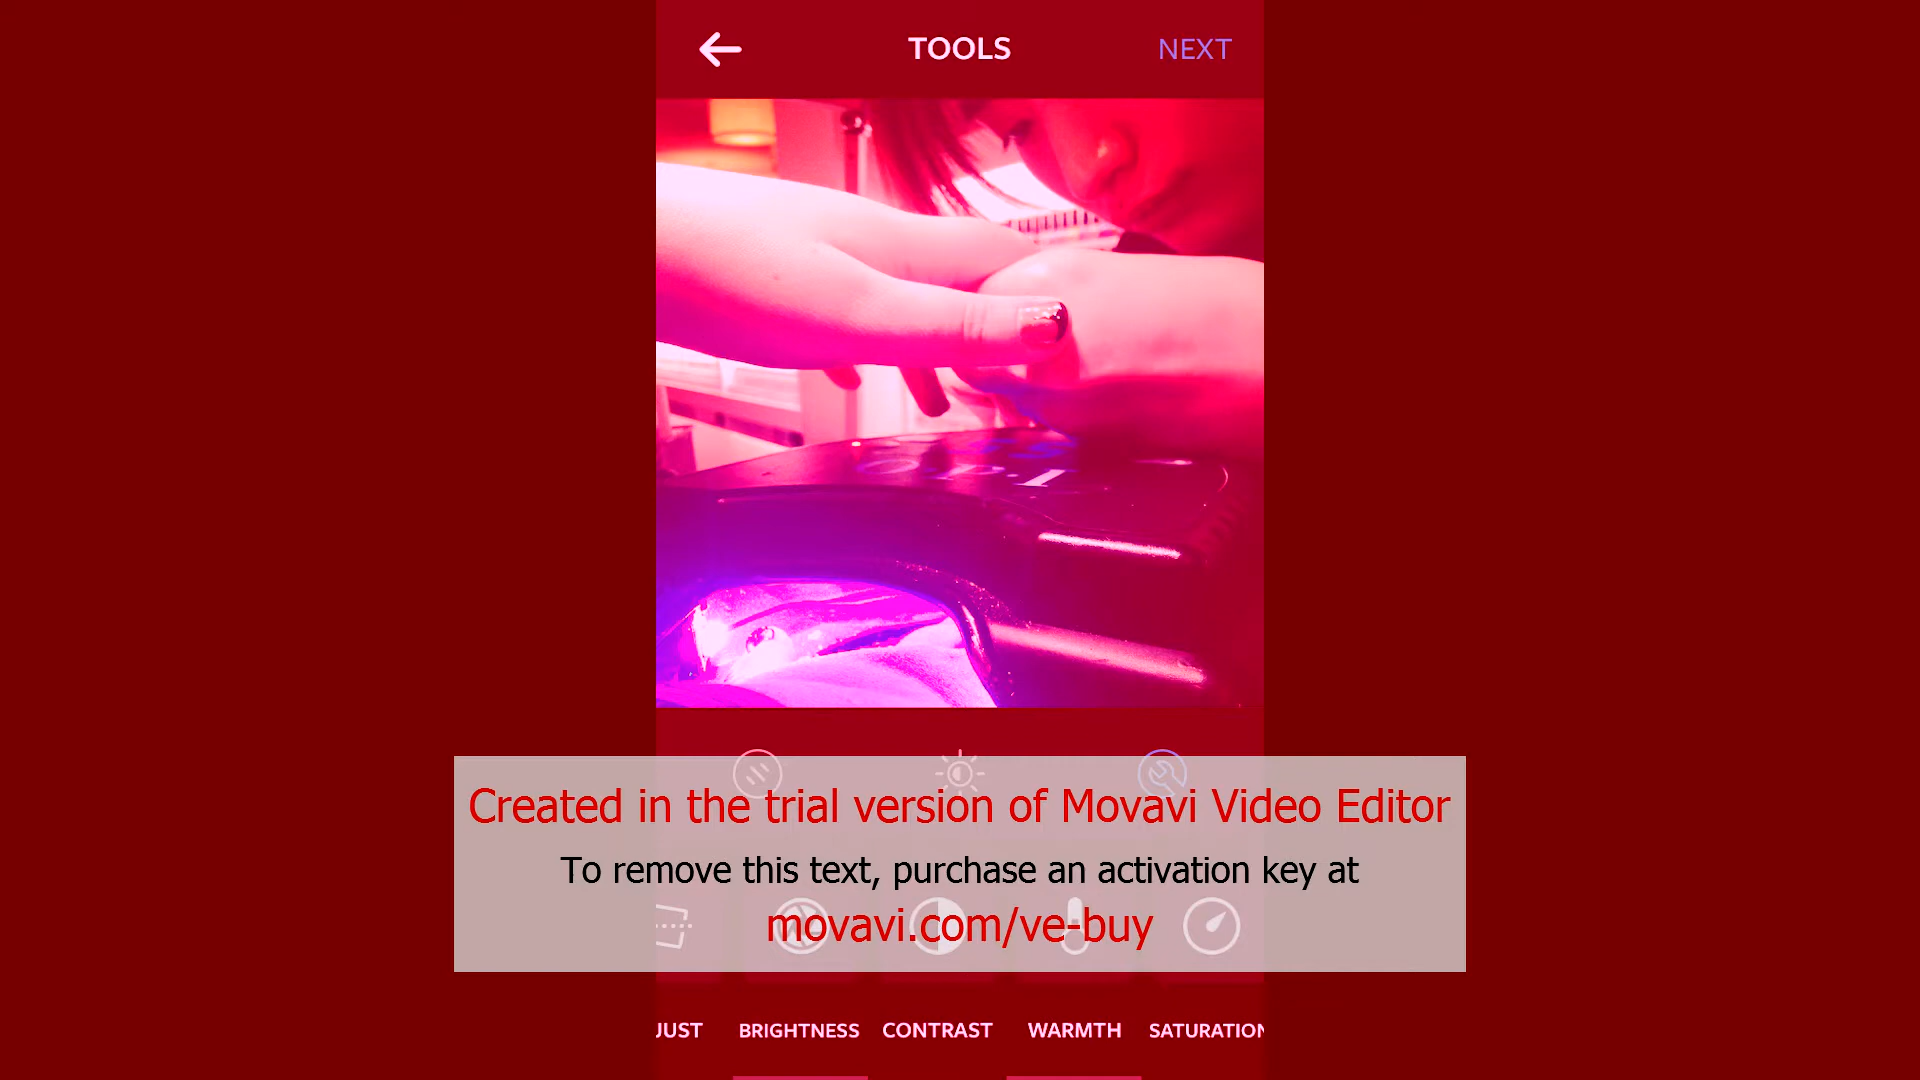 TOOLS
NEXT
O.P.I
Created in the trial version of Movavi Video Editor
To remove this text, purchase an activation key at
movavi.com/ve-buy
JUST
BRIGHTNESS
CONTRAST
WARMTH
SATURATION